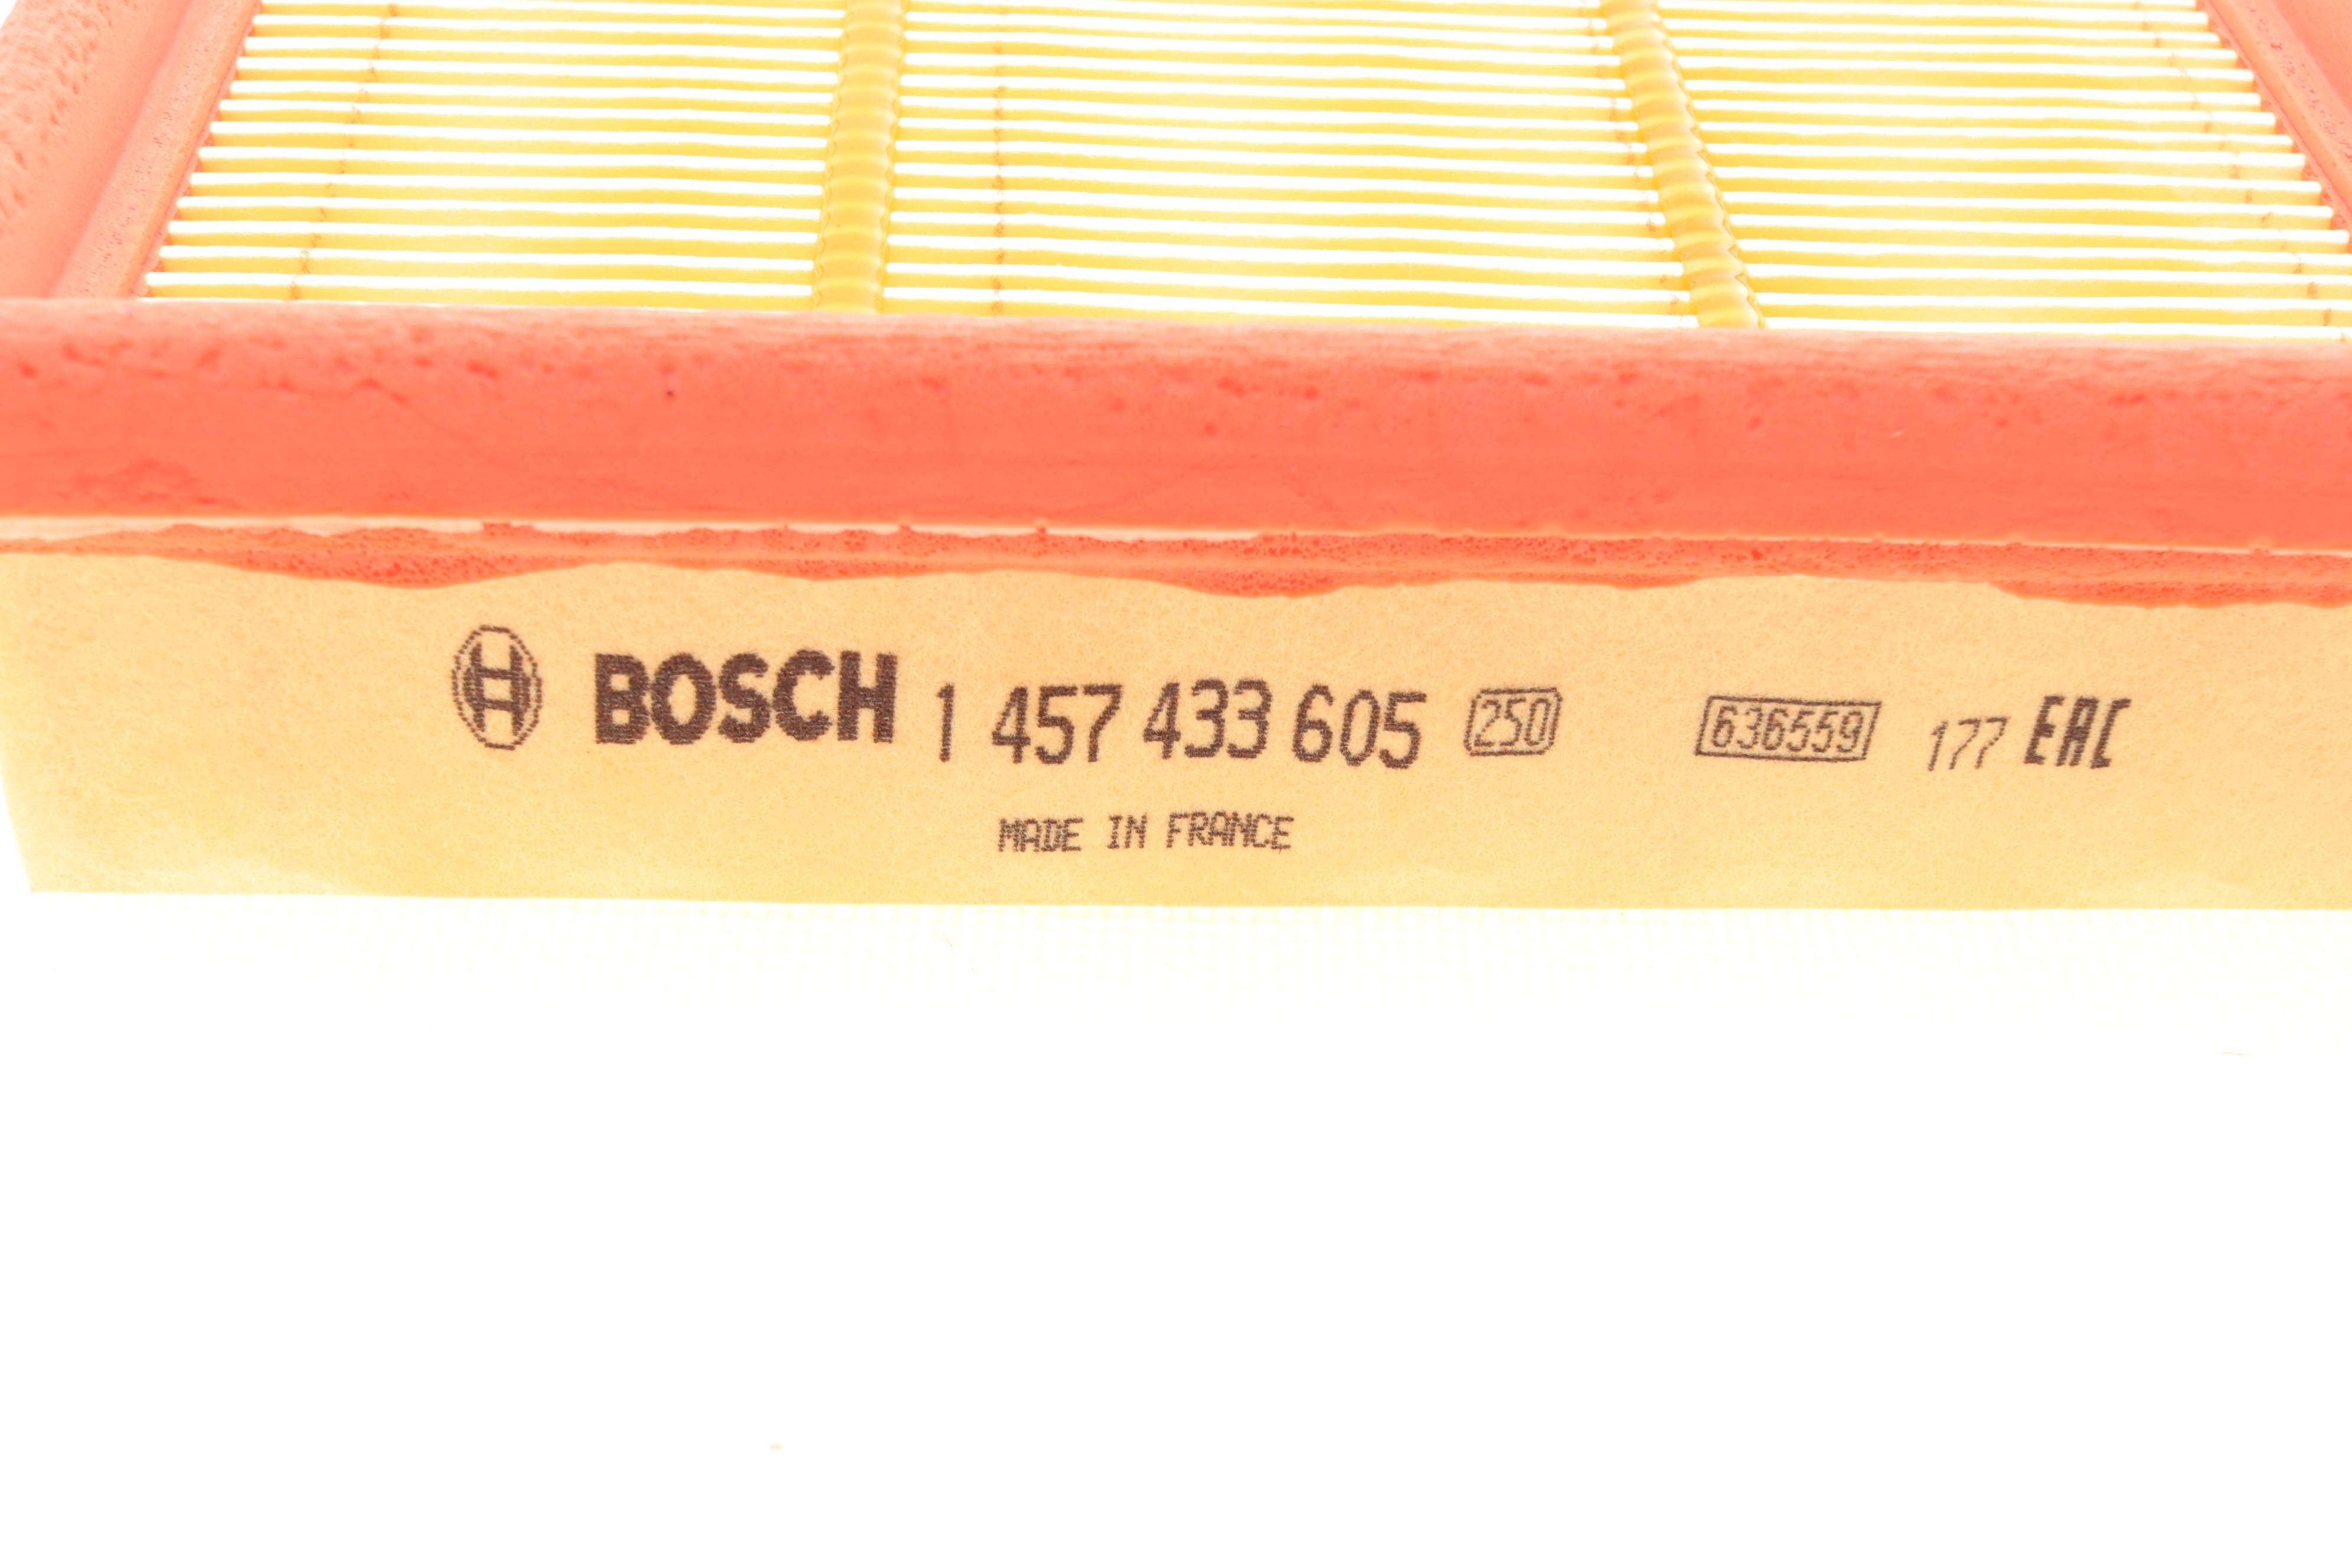 BOSCH 1 457 433 605 250 636559 177 EAC
MADE IN FRANCE